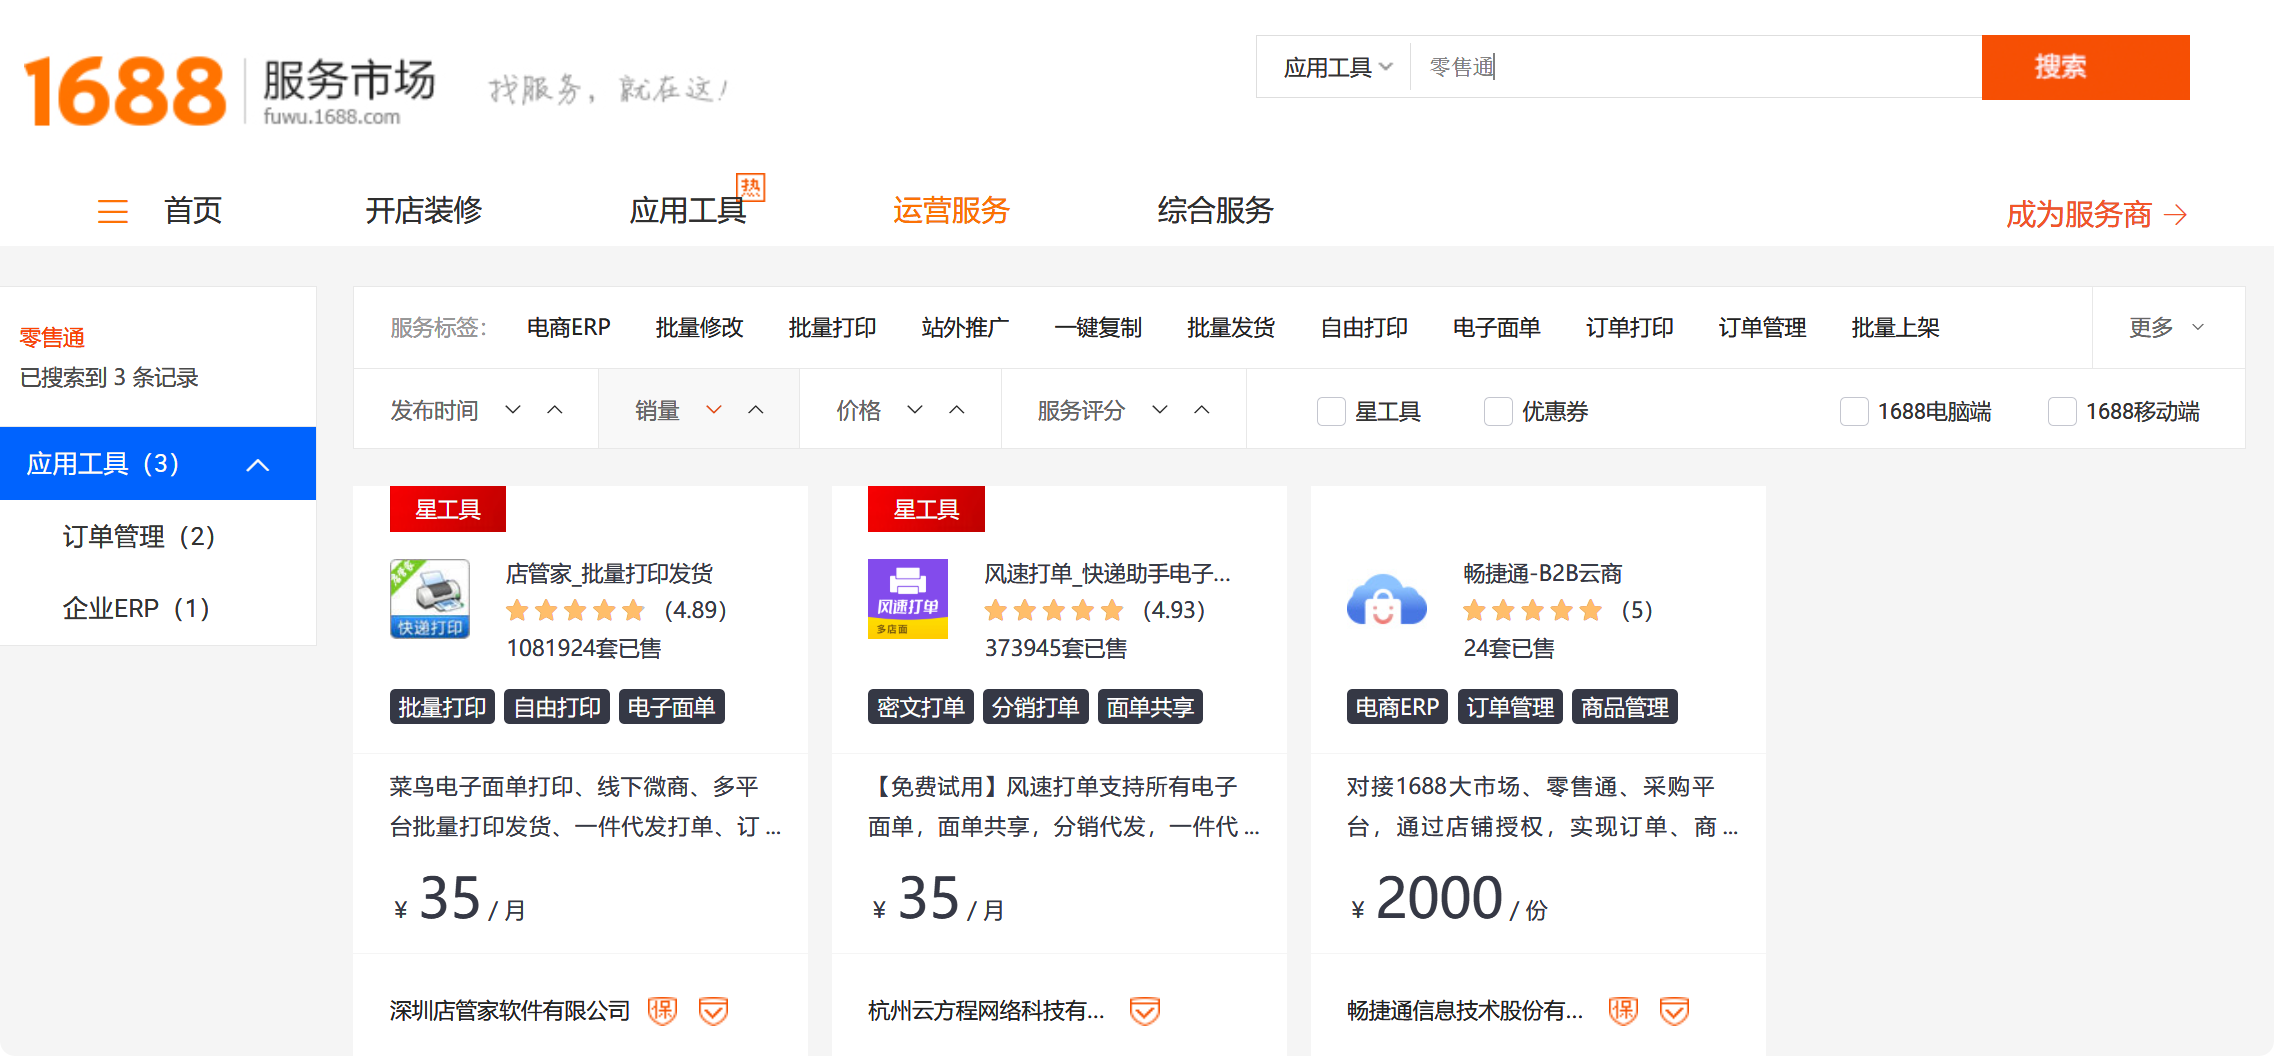 1688 服务市场
fuwu.1688.com
找服务，就在这！
应用工具 零售通 搜索
首页 开店装修 应用工具 热 运营服务 综合服务 成为服务商
零售通
已搜索到 3 条记录
应用工具（3）
订单管理（2）
企业ERP（1）
服务标签： 电商ERP 批量修改 批量打印 站外推广 一键复制 批量发货 自由打印 电子面单 订单打印 订单管理 批量上架 更多
发布时间 销量 价格 服务评分 星工具 优惠券 1688电脑端 1688移动端
星工具
店管家
快递打印
店管家_批量打印发货
（4.89）
1081924套已售
批量打印 自由打印 电子面单
菜鸟电子面单打印、线下微商、多平
台批量打印发货、一件代发打单、订 ...
¥ 35 / 月
深圳店管家软件有限公司 保
星工具
风速打单
多店面
风速打单_快递助手电子...
（4.93）
373945套已售
密文打单 分销打单 面单共享
【免费试用】风速打单支持所有电子
面单，面单共享，分销代发，一件代 ...
¥ 35 / 月
杭州云方程网络科技有...
畅捷通-B2B云商
（5）
24套已售
电商ERP 订单管理 商品管理
对接1688大市场、零售通、采购平
台，通过店铺授权，实现订单、商 ...
¥ 2000 / 份
畅捷通信息技术股份有... 保